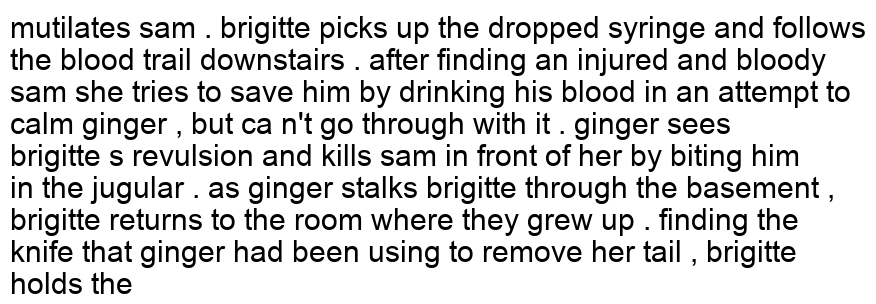 mutilates sam . brigitte picks up the dropped syringe and follows
the blood trail downstairs . after finding an injured and bloody
sam she tries to save him by drinking his blood in an attempt to
calm ginger , but ca n't go through with it . ginger sees
brigitte s revulsion and kills sam in front of her by biting him
in the jugular . as ginger stalks brigitte through the basement ,
brigitte returns to the room where they grew up . finding the
knife that ginger had been using to remove her tail , brigitte
holds the